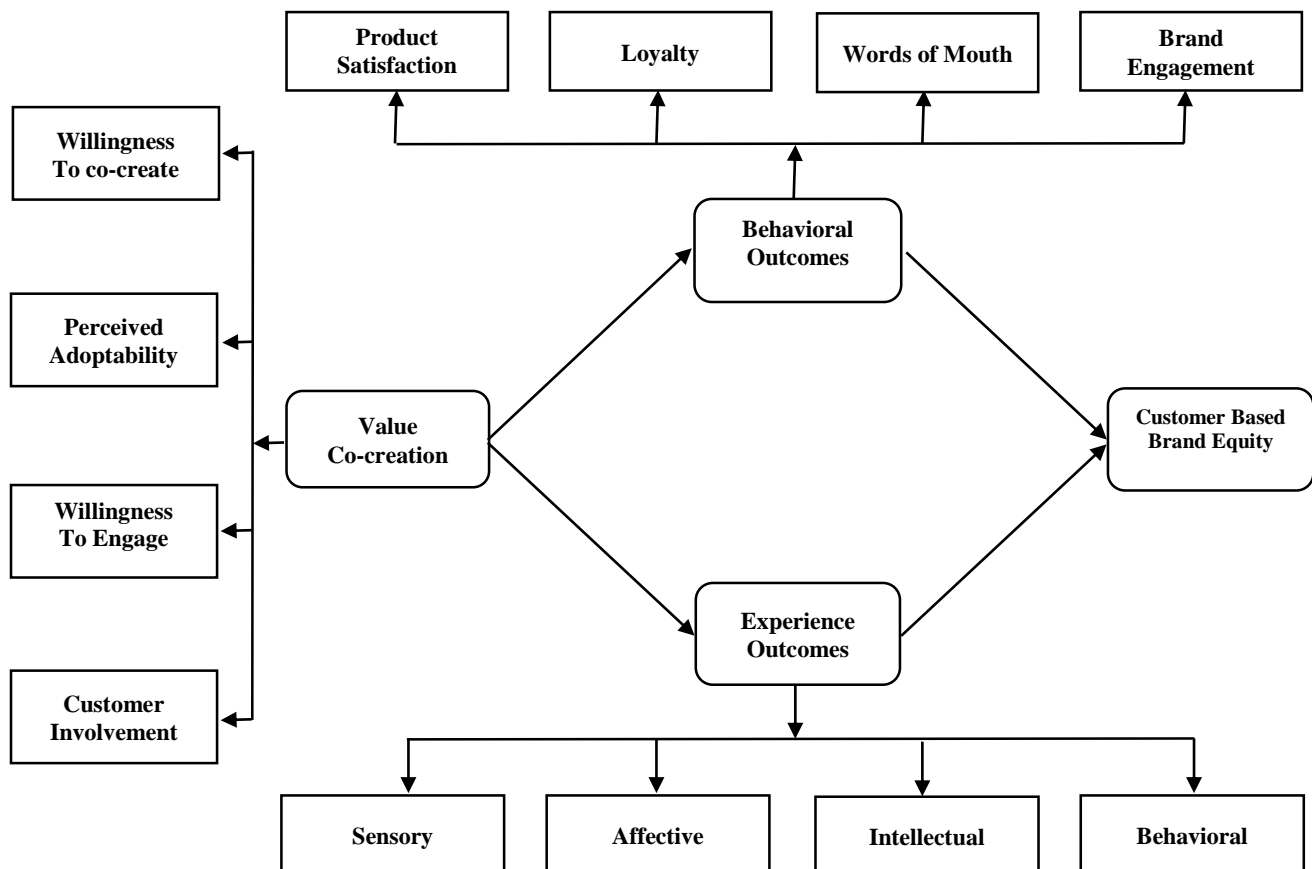 Product
Satisfaction
Loyalty
Words of Mouth
Brand
Engagement
Willingness
To co-create
Behavioral
Outcomes
Perceived
Adoptability
Value
Co-creation
Customer Based
Brand Equity
Willingness
To Engage
Experience
Outcomes
Customer
Involvement
Sensory
Affective
Intellectual
Behavioral